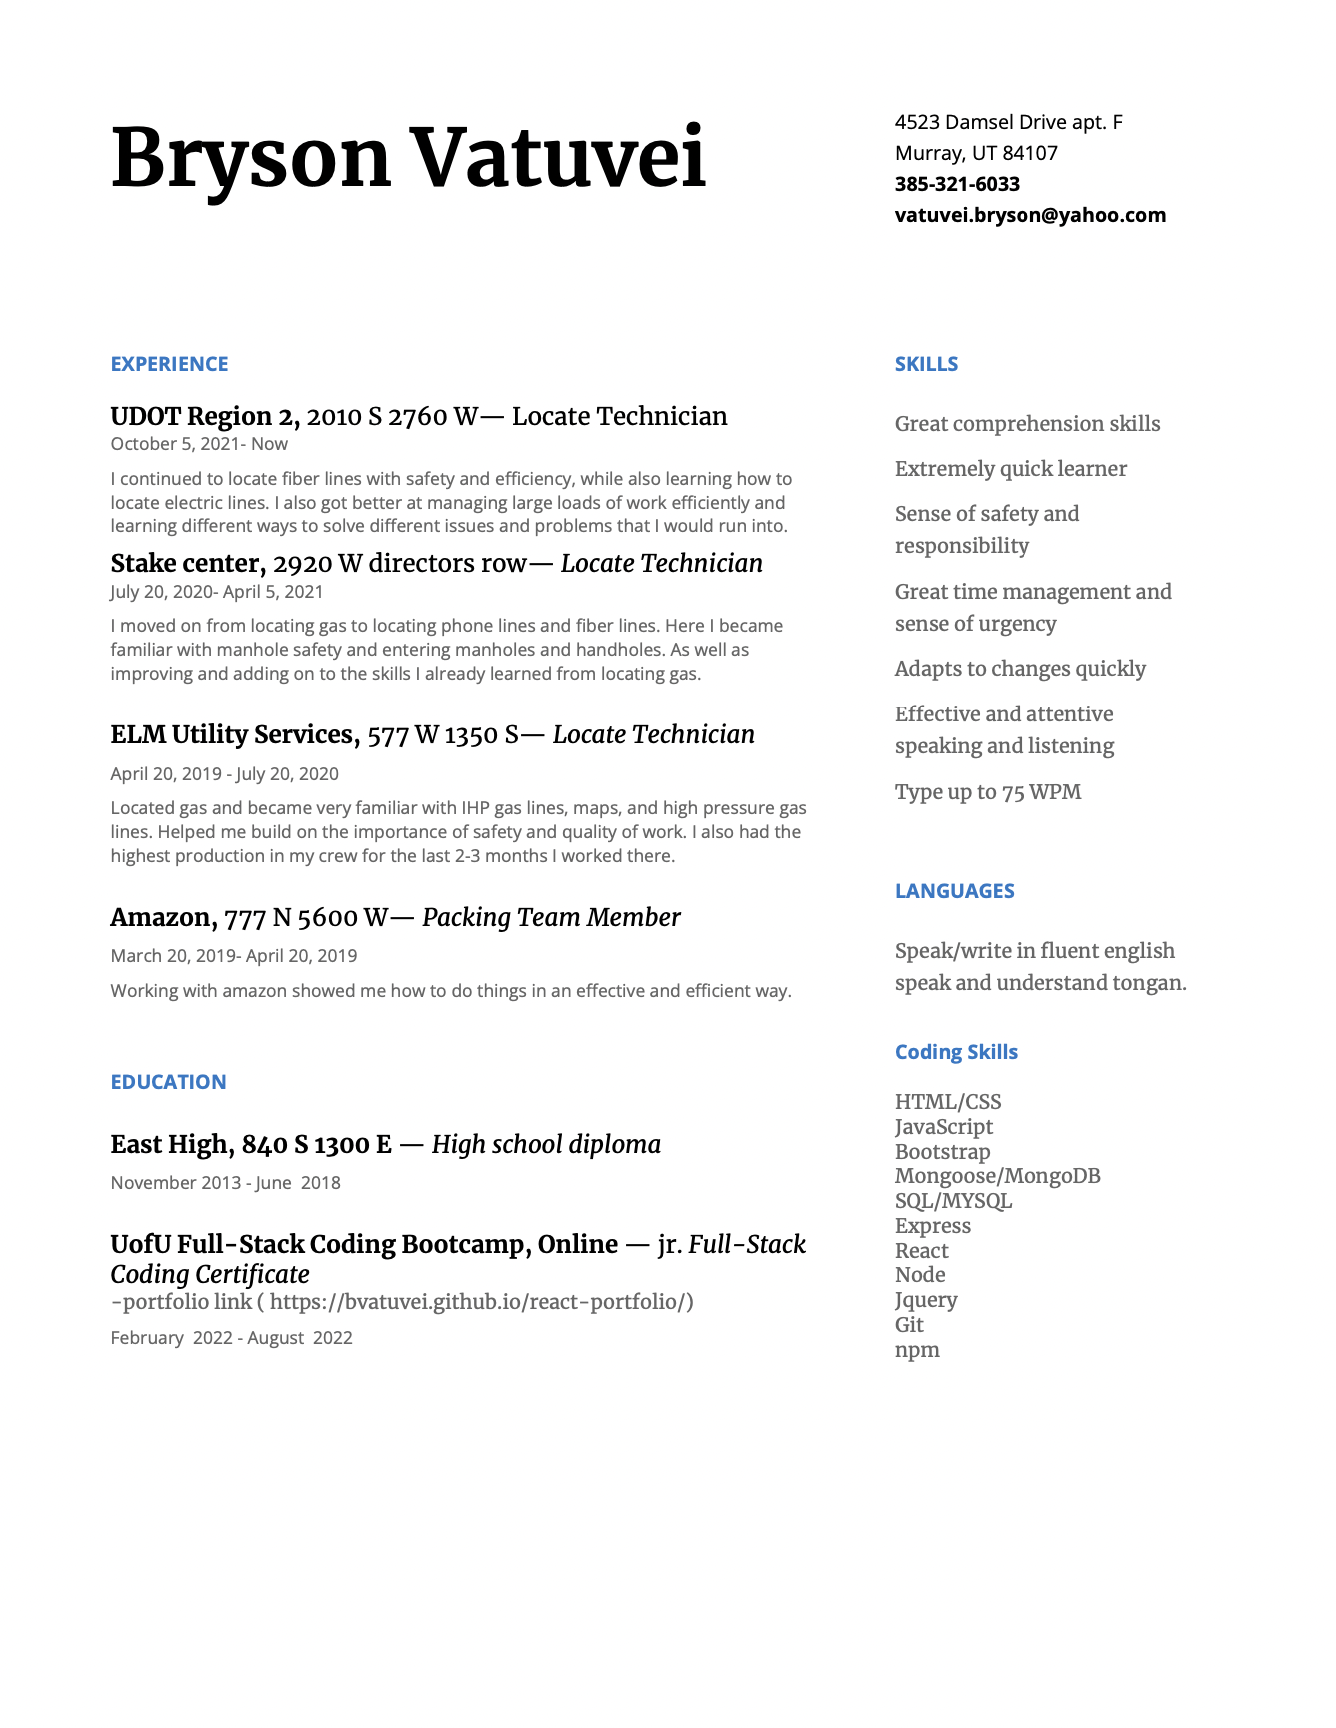 Bryson Vatuvei
4523 Damsel Drive apt. F
Murray, UT 84107
385-321-6033
vatuvei.bryson@yahoo.com
EXPERIENCE
UDOT Region 2, 2010 S 2760 W— Locate Technician
October 5, 2021- Now
I continued to locate fiber lines with safety and efficiency, while also learning how to
locate electric lines. I also got better at managing large loads of work efficiently and
learning different ways to solve different issues and problems that I would run into.
Stake center, 2920 W directors row— Locate Technician
July 20, 2020- April 5, 2021
I moved on from locating gas to locating phone lines and fiber lines. Here I became
familiar with manhole safety and entering manholes and handholes. As well as
improving and adding on to the skills I already learned from locating gas.
ELM Utility Services, 577 W 1350 S— Locate Technician
April 20, 2019 - July 20, 2020
Located gas and became very familiar with IHP gas lines, maps, and high pressure gas
lines. Helped me build on the importance of safety and quality of work. I also had the
highest production in my crew for the last 2-3 months I worked there.
Amazon, 777 N 5600 W— Packing Team Member
March 20, 2019- April 20, 2019
Working with amazon showed me how to do things in an effective and efficient way.
EDUCATION
East High, 840 S 1300 E — High school diploma
November 2013 - June  2018
UofU Full-Stack Coding Bootcamp, Online — jr. Full-Stack
Coding Certificate
-portfolio link ( https://bvatuvei.github.io/react-portfolio/)
February  2022 - August  2022
SKILLS
Great comprehension skills
Extremely quick learner
Sense of safety and
responsibility
Great time management and
sense of urgency
Adapts to changes quickly
Effective and attentive
speaking and listening
Type up to 75 WPM
LANGUAGES
Speak/write in fluent english
speak and understand tongan.
Coding Skills
HTML/CSS
JavaScript
Bootstrap
Mongoose/MongoDB
SQL/MYSQL
Express
React
Node
Jquery
Git
npm